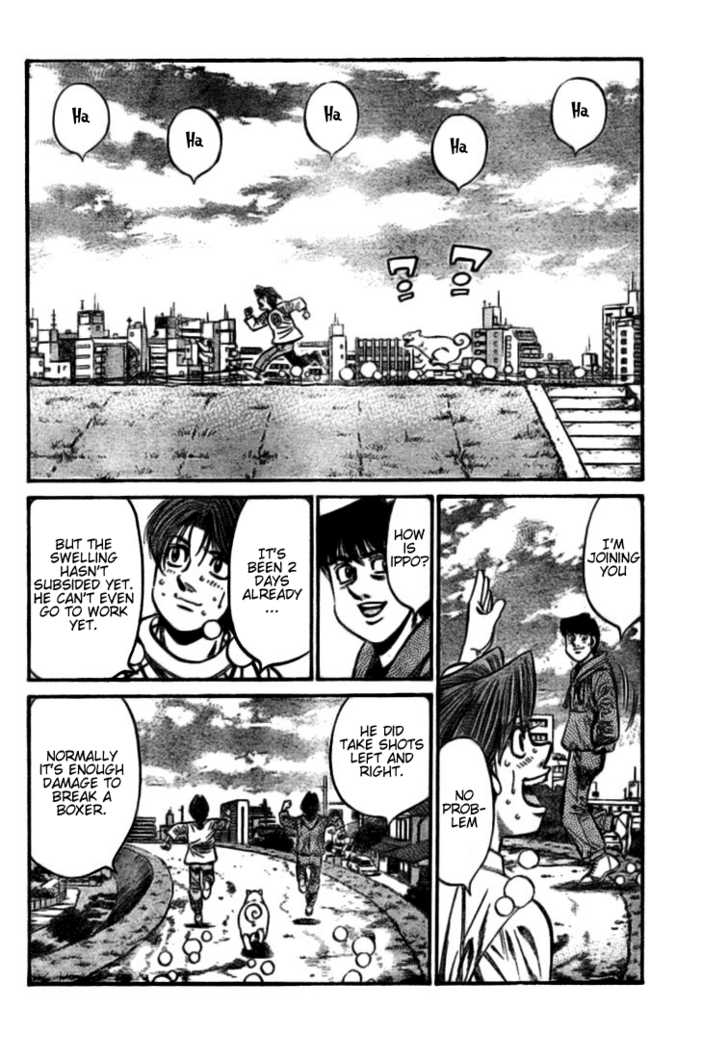 Ha
Ha
Ha
Ha
Ha
I'M
JOINING
YOU
NO
PROB-
LEM
HOW
IS
IPPO?
IT'S
BEEN 2
DAYS
ALREADY
...
BUT THE
SWELLING
HASN'T
SUBSIDED YET.
HE CAN'T EVEN
GO TO WORK
YET.
HE DID
TAKE SHOTS
LEFT AND
RIGHT.
NORMALLY
IT'S ENOUGH
DAMAGE TO
BREAK A
BOXER.